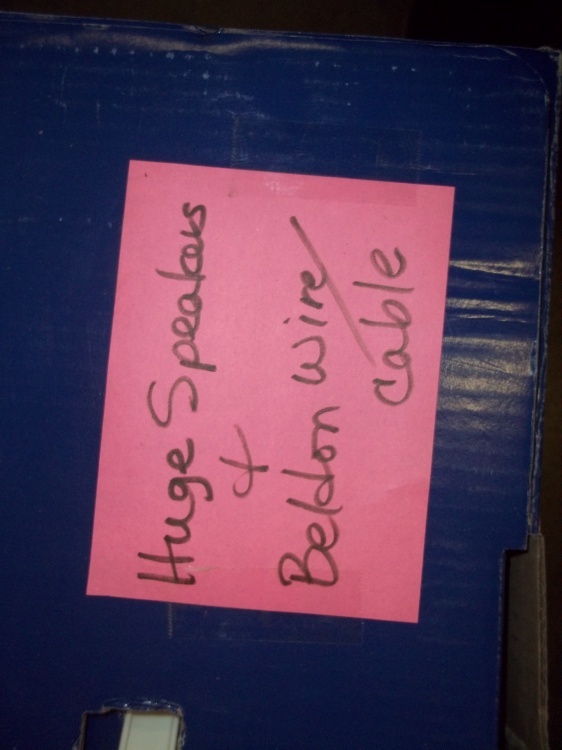 Huge Speakers
&
Beldon Wire/
Cable